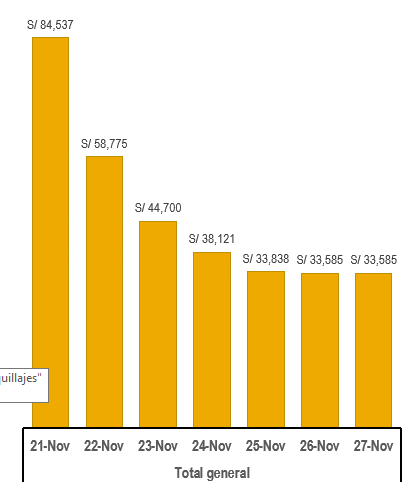 S/ 84,537
S/ 58,775
S/ 44,700
S/ 38,121
S/ 33,838 S/ 33,585 S/ 33,585
21-Nov 22-Nov 23-Nov 24-Nov 25-Nov 26-Nov 27-Nov
Total general